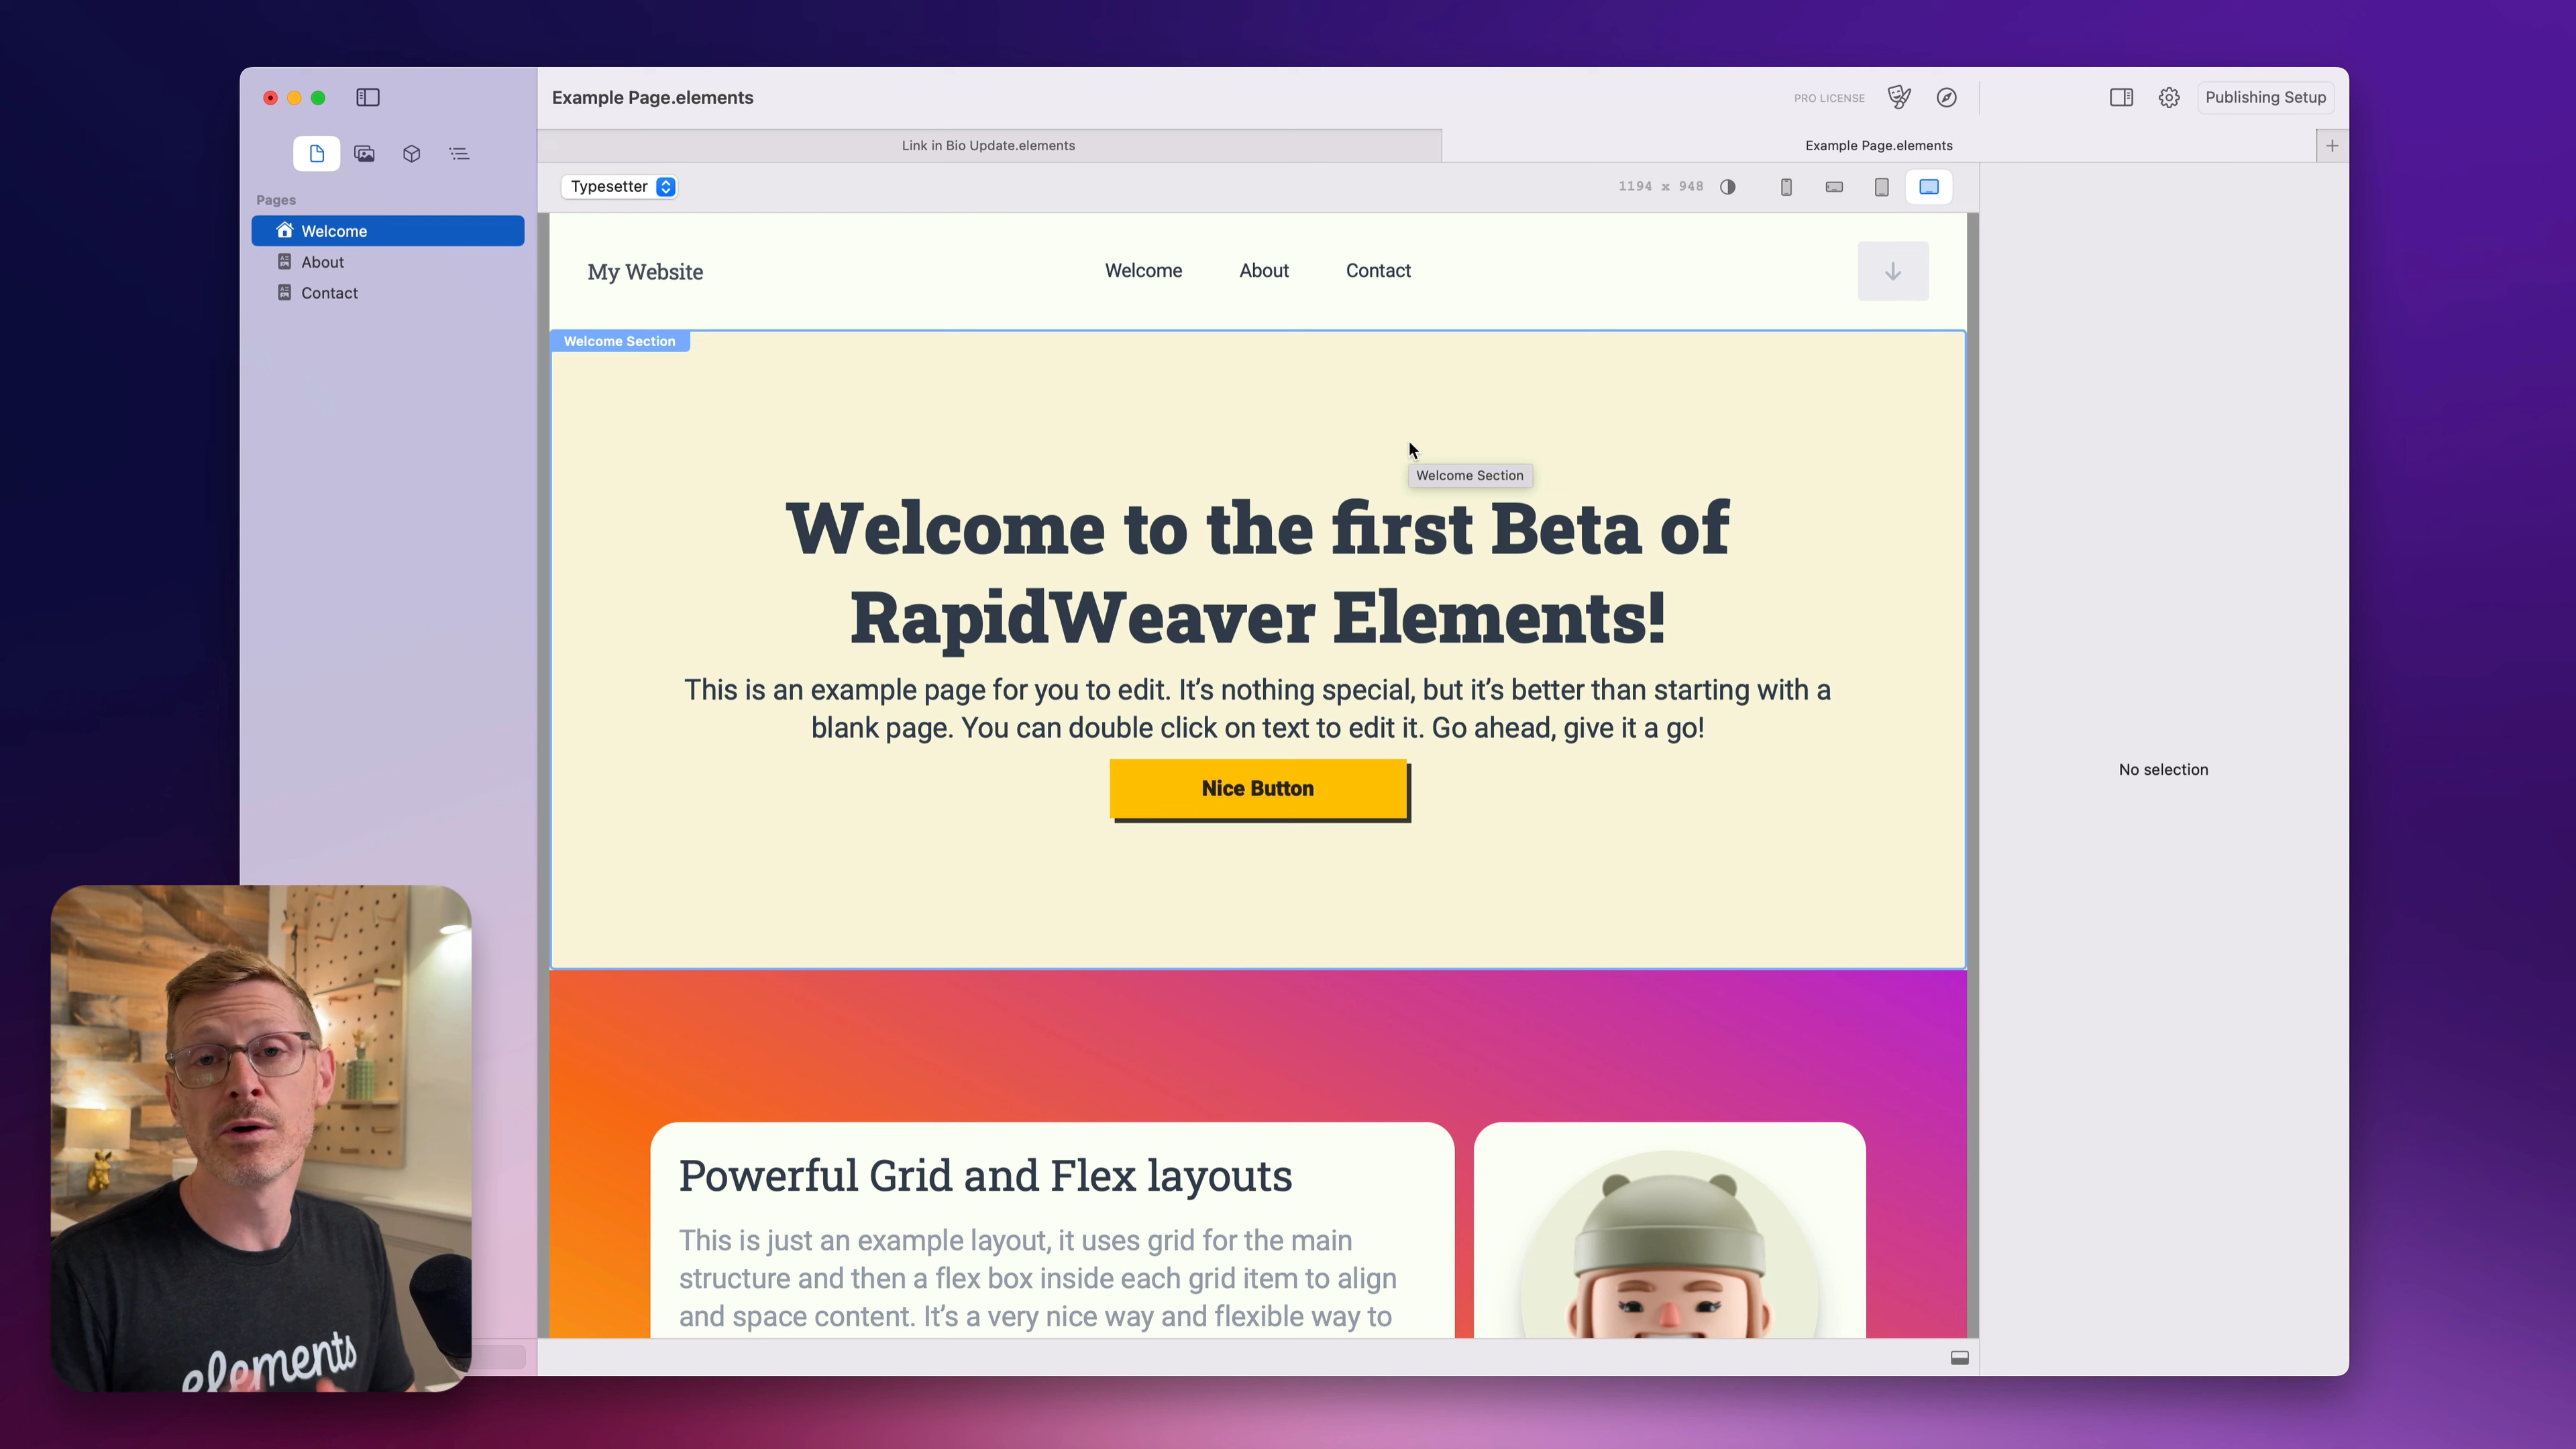 Example Page.elements
PRO LICENSE
Publishing Setup
Link in Bio Update.elements
Example Page.elements
Typesetter
1194 x 948
Pages
Welcome
About
Contact
My Website
Welcome
About
Contact
Welcome Section
Welcome Section
Welcome to the first Beta of
RapidWeaver Elements!
This is an example page for you to edit. It’s nothing special, but it’s better than starting with a
blank page. You can double click on text to edit it. Go ahead, give it a go!
Nice Button
No selection
Powerful Grid and Flex layouts
This is just an example layout, it uses grid for the main
structure and then a flex box inside each grid item to align
and space content. It’s a very nice way and flexible way to
elements